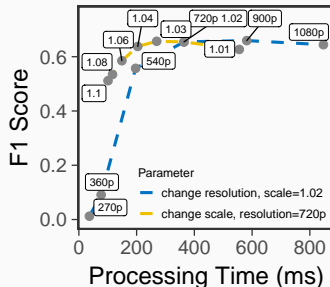 1.04
1.03
720p 1.02
900p
1.06
1080p
0.6
1.08
540p
1.01
1.1
F1 Score
0.4
0.2
360p
270p
0.0
Parameter
change resolution, scale=1.02
change scale, resolution=720p
0 200 400 600 800
Processing Time (ms)